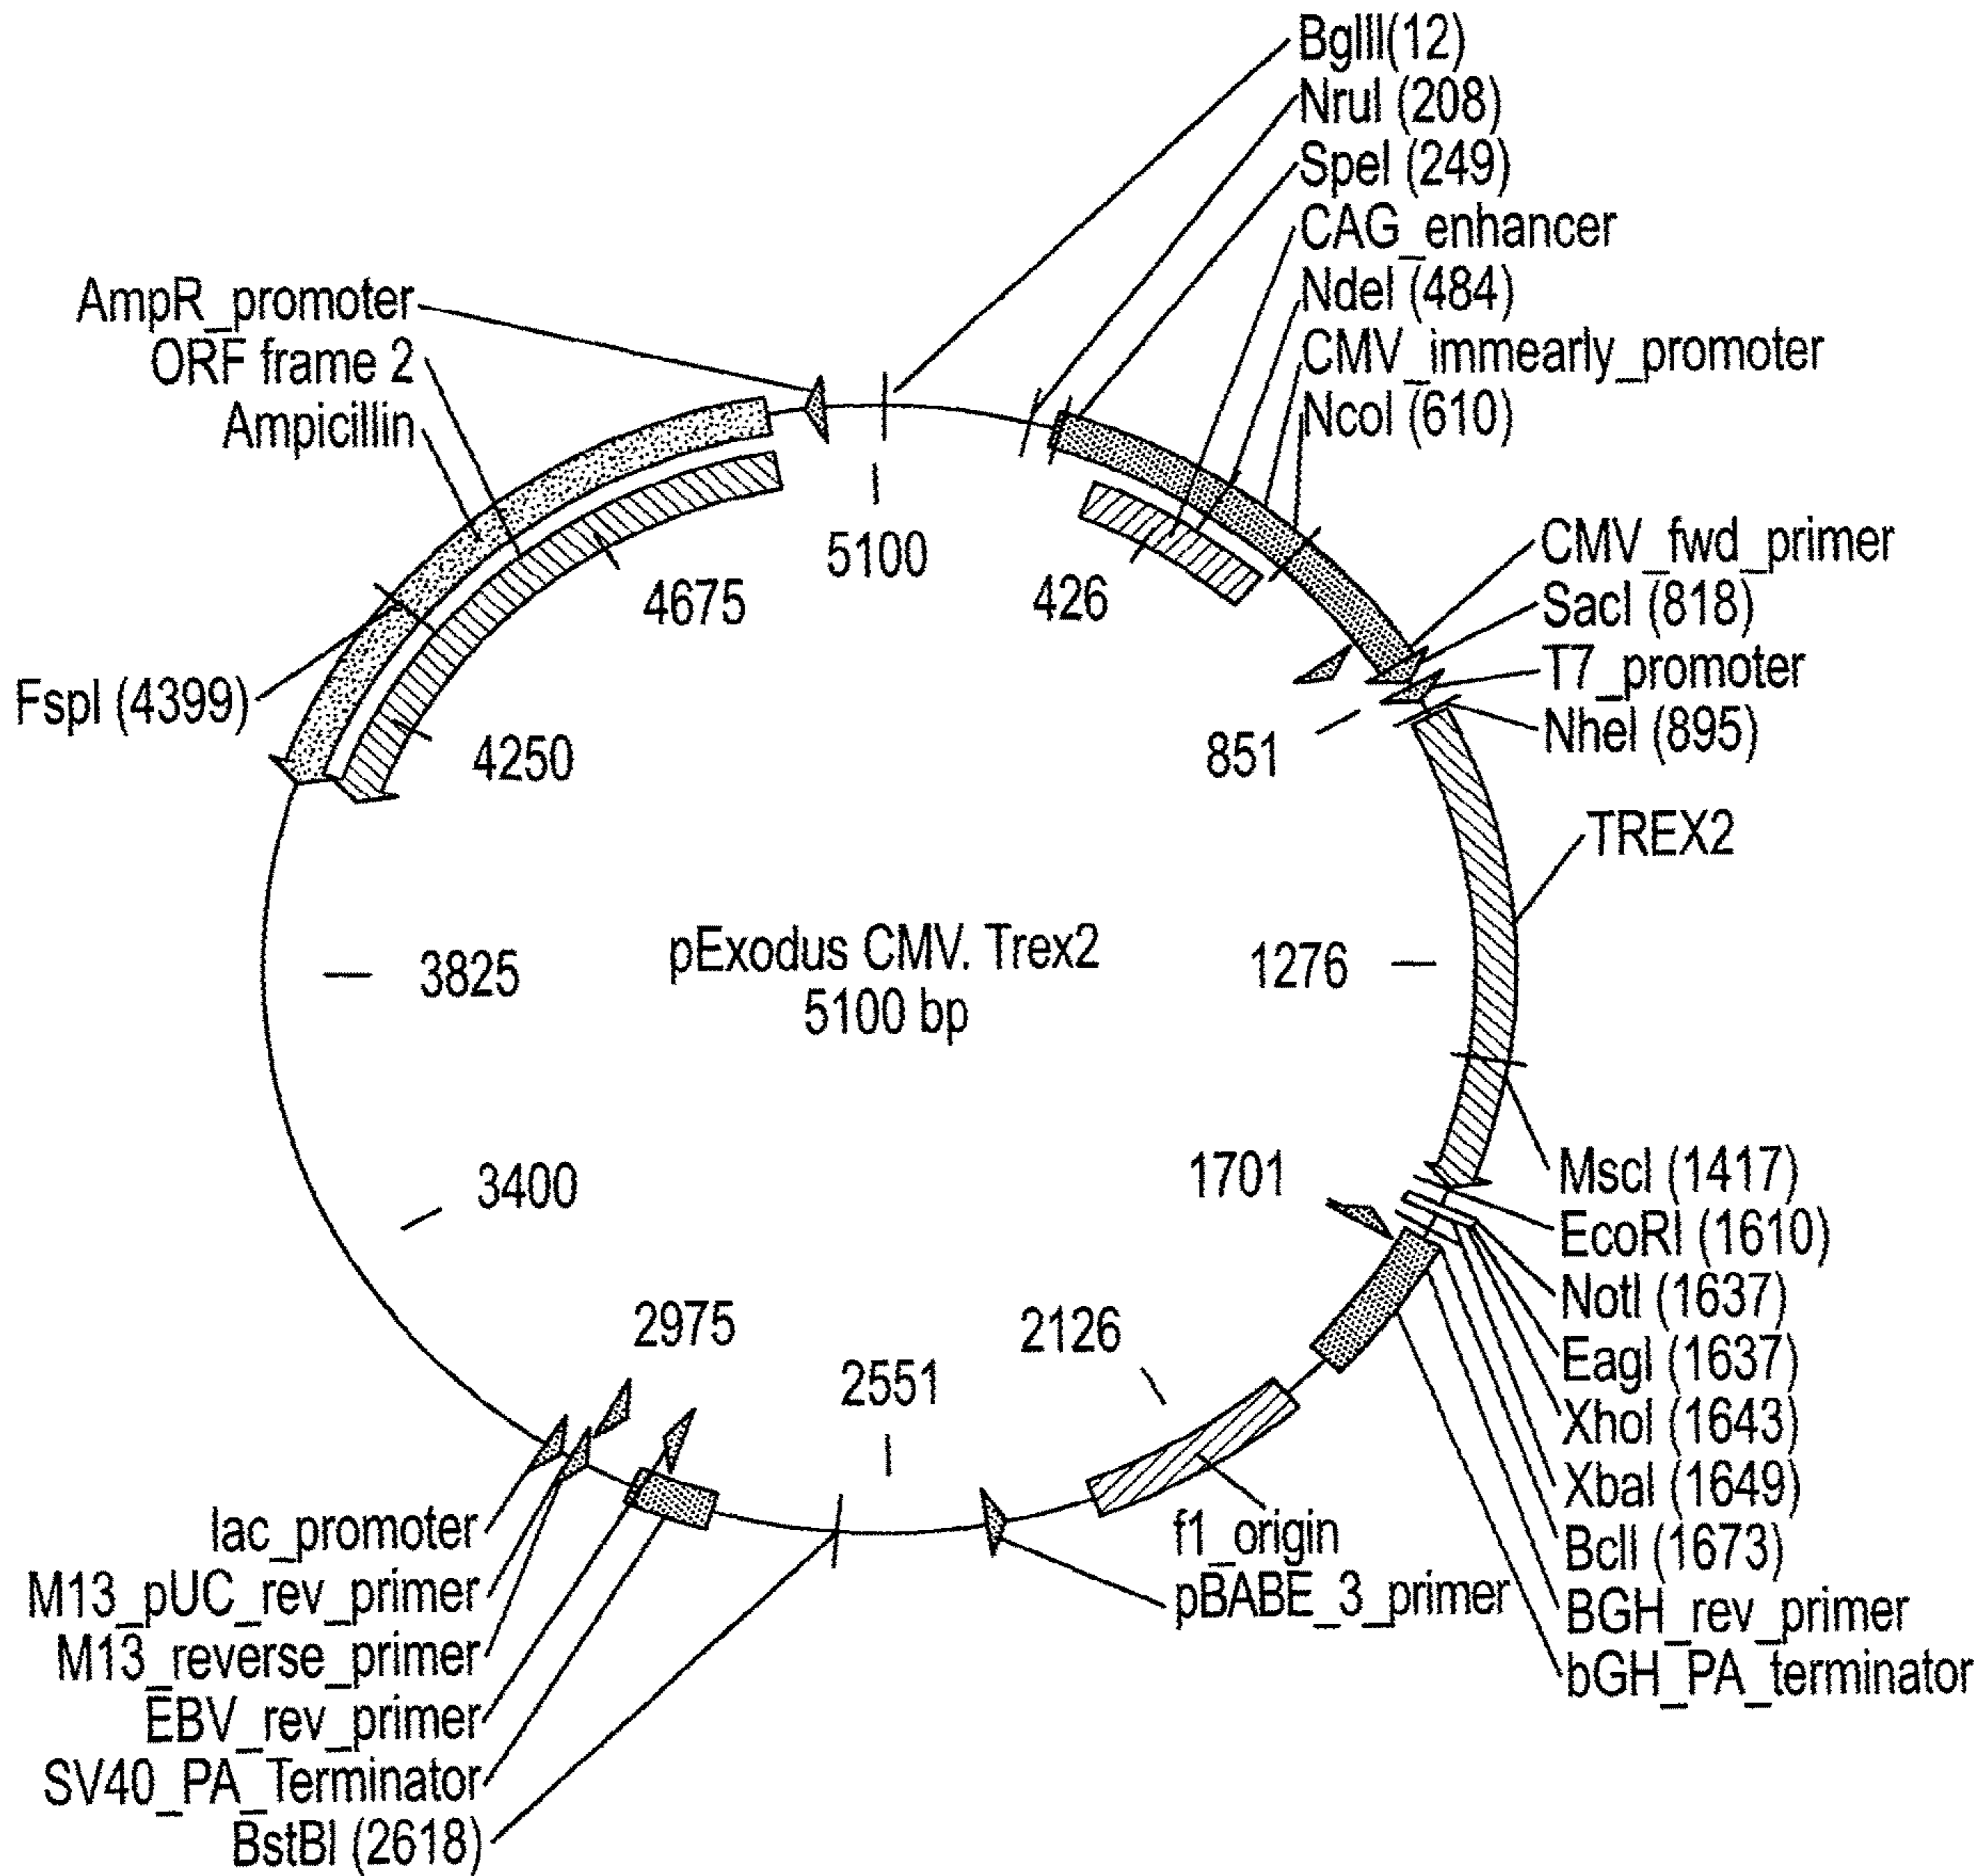 BglII(12)
NruI (208)
SpeI (249)
CAG_enhancer
NdeI (484)
CMV_immearly_promoter
NcoI (610)
AmpR_promoter
ORF frame 2
Ampicillin
5100
426
4675
CMV_fwd_primer
SacI (818)
T7_promoter
NheI (895)
FspI (4399)
4250
851
TREX2
3825
pExodus CMV. Trex2
5100 bp
1276
3400
1701
MscI (1417)
EcoRI (1610)
NotI (1637)
EagI (1637)
XhoI (1643)
XbaI (1649)
BclI (1673)
BGH_rev_primer
bGH_PA_terminator
2975
2551
2126
f1_origin
pBABE_3_primer
lac_promoter
M13_pUC_rev_primer
M13_reverse_primer
EBV_rev_primer
SV40_PA_Terminator
BstBI (2618)